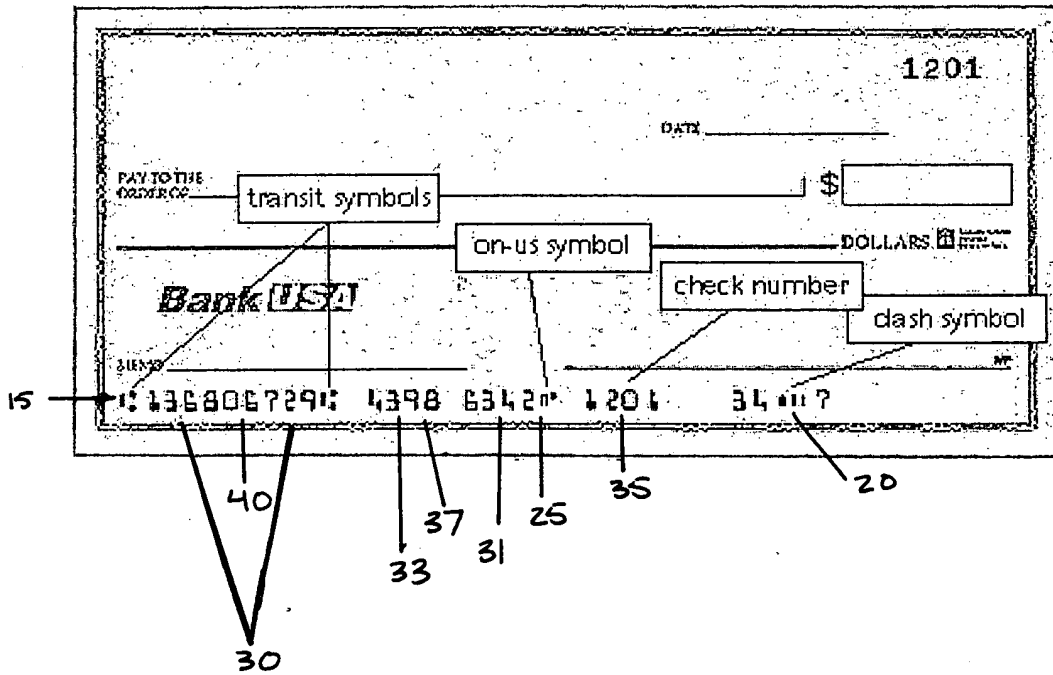 1201
DATE
PAY TO THE
ORDER OF
transit symbols
$
on-us symbol
DOLLARS
check number
Bank USA
dash symbol
MEMO
MP
15
⑆136806729⑆ 4398 6342⑈ 1201 34⑉7
40
37
25
35
20
33
31
30